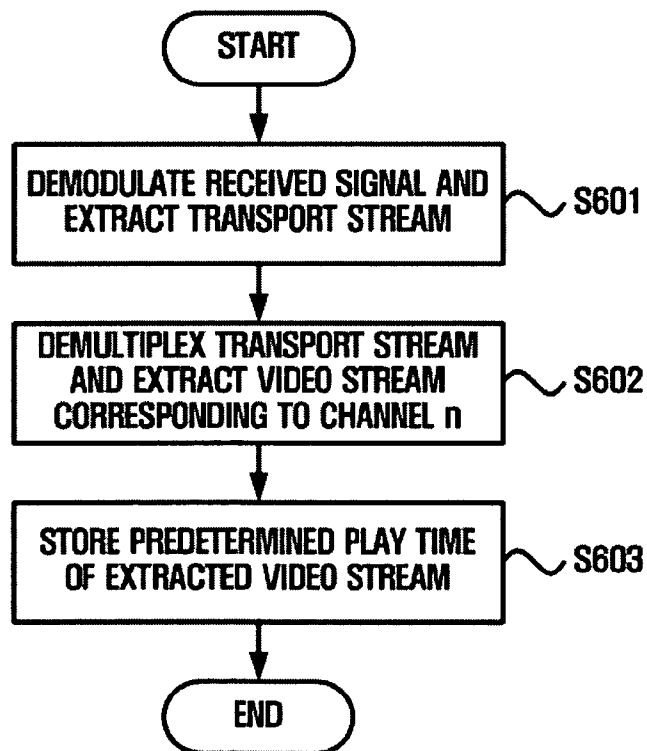 START
DEMODULATE RECEIVED SIGNAL AND
EXTRACT TRANSPORT STREAM
S601
DEMULTIPLEX TRANSPORT STREAM
AND EXTRACT VIDEO STREAM
CORRESPONDING TO CHANNEL n
S602
STORE PREDETERMINED PLAY TIME
OF EXTRACTED VIDEO STREAM
S603
END